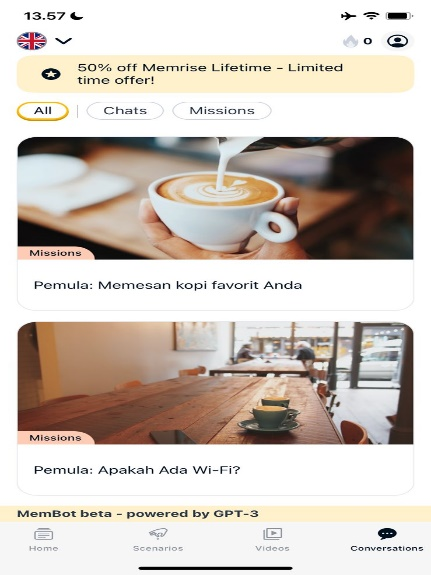 13.57
0
50% off Memrise Lifetime - Limited
time offer!
All
Chats
Missions
Missions
Pemula: Memesan kopi favorit Anda
Missions
Pemula: Apakah Ada Wi-Fi?
MemBot beta - powered by GPT-3
Home
Scenarios
Videos
Conversations